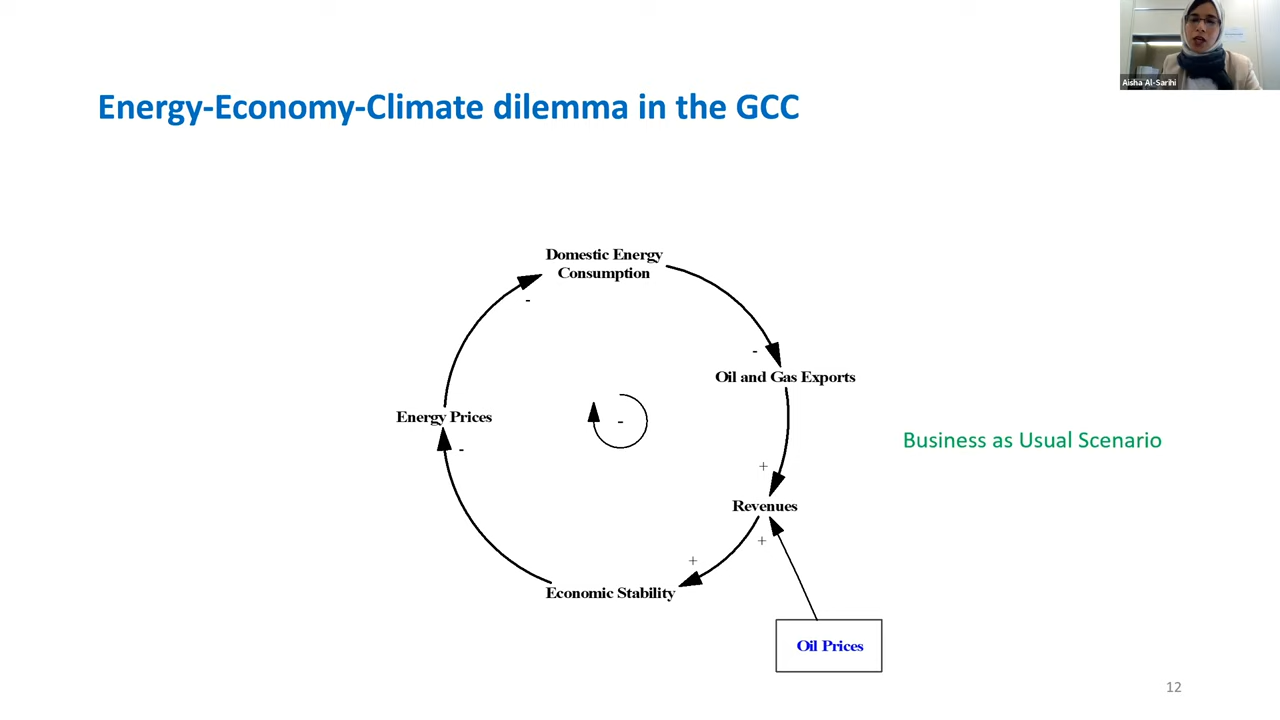 Aisha Al-Sarihi
Energy-Economy-Climate dilemma in the GCC
Domestic Energy
Consumption
-
-
Oil and Gas Exports
Energy Prices
-
-
Business as Usual Scenario
+
Revenues
+
+
Economic Stability
Oil Prices
12